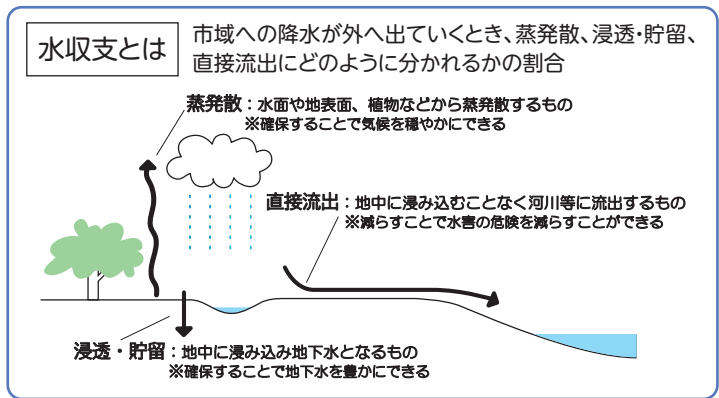 水収支とは
市域への降水が外へ出ていくとき、蒸発散、浸透・貯留、
直接流出にどのように分かれるかの割合
蒸発散：水面や地表面、植物などから蒸発散するもの
※確保することで気候を穏やかにできる
直接流出：地中に浸み込むことなく河川等に流出するもの
※減らすことで水害の危険を減らすことができる
浸透・貯留：地中に浸み込み地下水となるもの
※確保することで地下水を豊かにできる